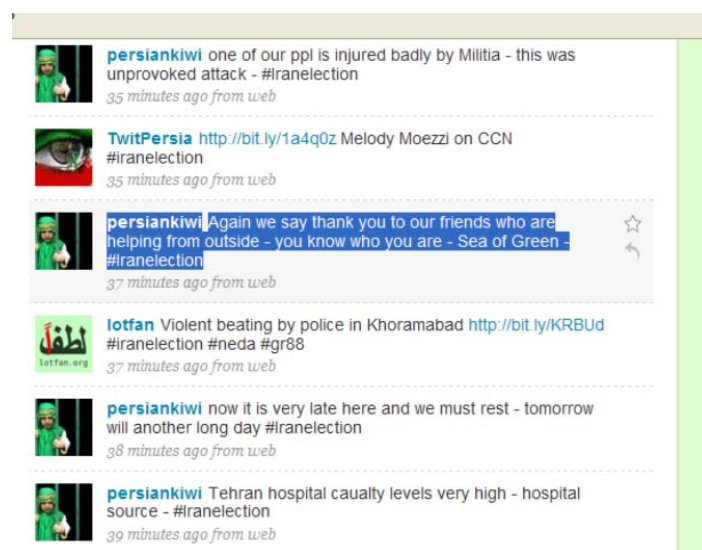 persiankiwi one of our ppl is injured badly by Militia - this was
unprovoked attack - #Iranelection
35 minutes ago from web
TwitPersia http://bit.ly/1a4q0z Melody Moezzi on CCN
#iranelection
35 minutes ago from web
persiankiwi Again we say thank you to our friends who are
helping from outside - you know who you are - Sea of Green -
#Iranelection
37 minutes ago from web
لطفاً
lotfan.org
lotfan Violent beating by police in Khoramabad http://bit.ly/KRBUd
#iranelection #neda #gr88
37 minutes ago from web
persiankiwi now it is very late here and we must rest - tomorrow
will another long day #Iranelection
38 minutes ago from web
persiankiwi Tehran hospital caualty levels very high - hospital
source - #Iranelection
39 minutes ago from web